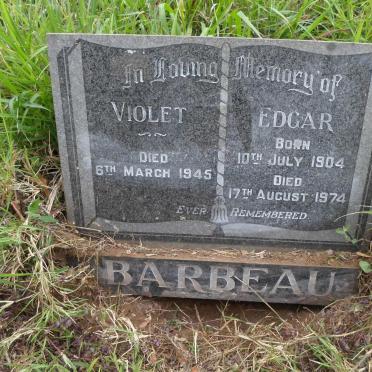 In Loving Memory of
VIOLET
DIED
6TH MARCH 1945
EDGAR
BORN
10TH JULY 1904
DIED
17TH AUGUST 1974
EVER REMEMBERED
BARBEAU